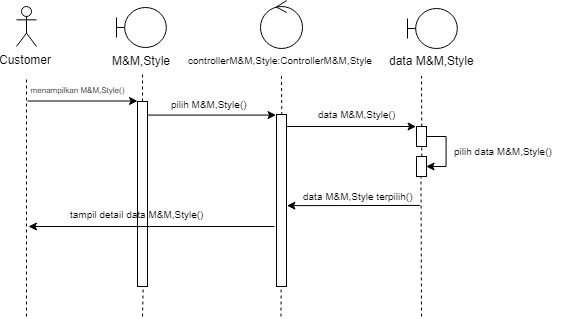 Customer
M&M,Style
controllerM&M,Style:ControllerM&M,Style
data M&M,Style
menampilkan M&M,Style()
pilih M&M,Style()
data M&M,Style()
pilih data M&M,Style()
data M&M,Style terpilih()
tampil detail data M&M,Style()